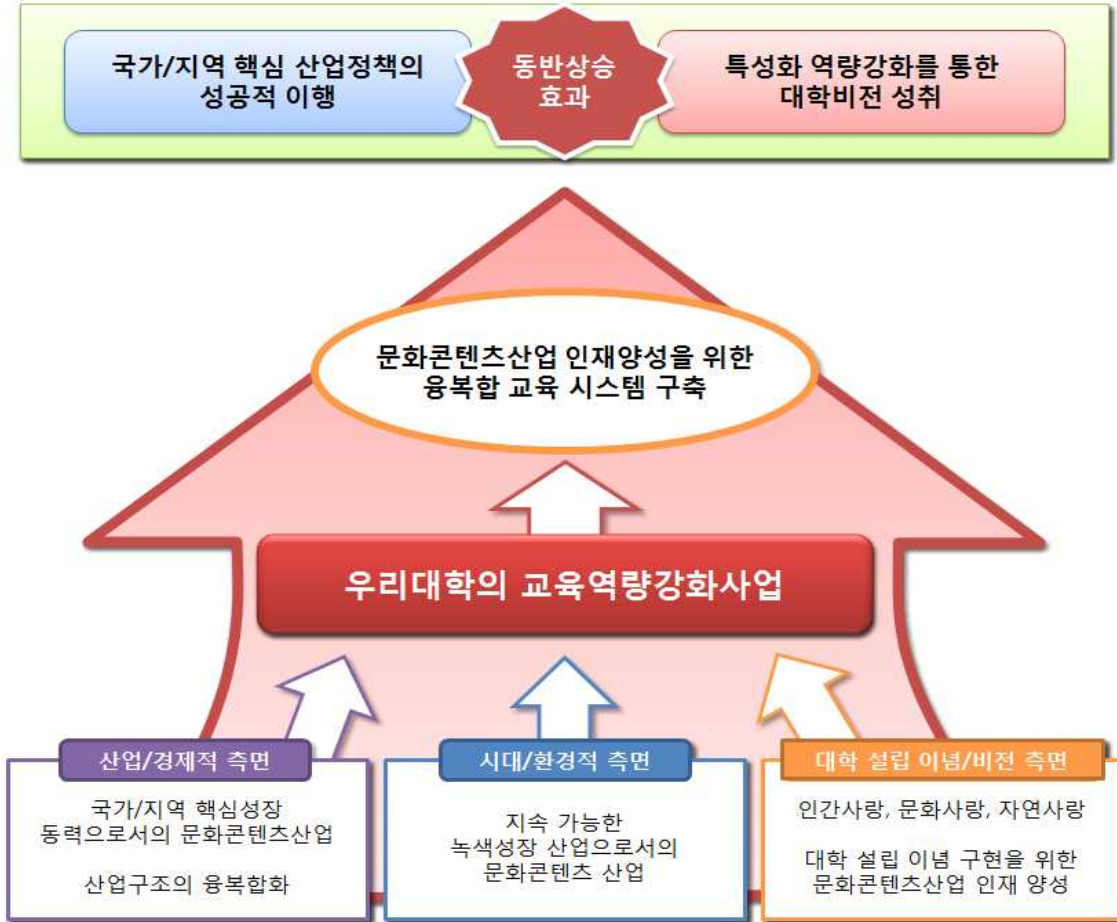 국가/지역 핵심 산업정책의
성공적 이행
동반상승
효과
특성화 역량강화를 통한
대학비전 성취
문화콘텐츠산업 인재양성을 위한
융복합 교육 시스템 구축
우리대학의 교육역량강화사업
산업/경제적 측면
국가/지역 핵심성장
동력으로서의 문화콘텐츠산업
산업구조의 융복합화
시대/환경적 측면
지속 가능한
녹색성장 산업으로서의
문화콘텐츠 산업
대학 설립 이념/비전 측면
인간사랑, 문화사랑, 자연사랑
대학 설립 이념 구현을 위한
문화콘텐츠산업 인재 양성